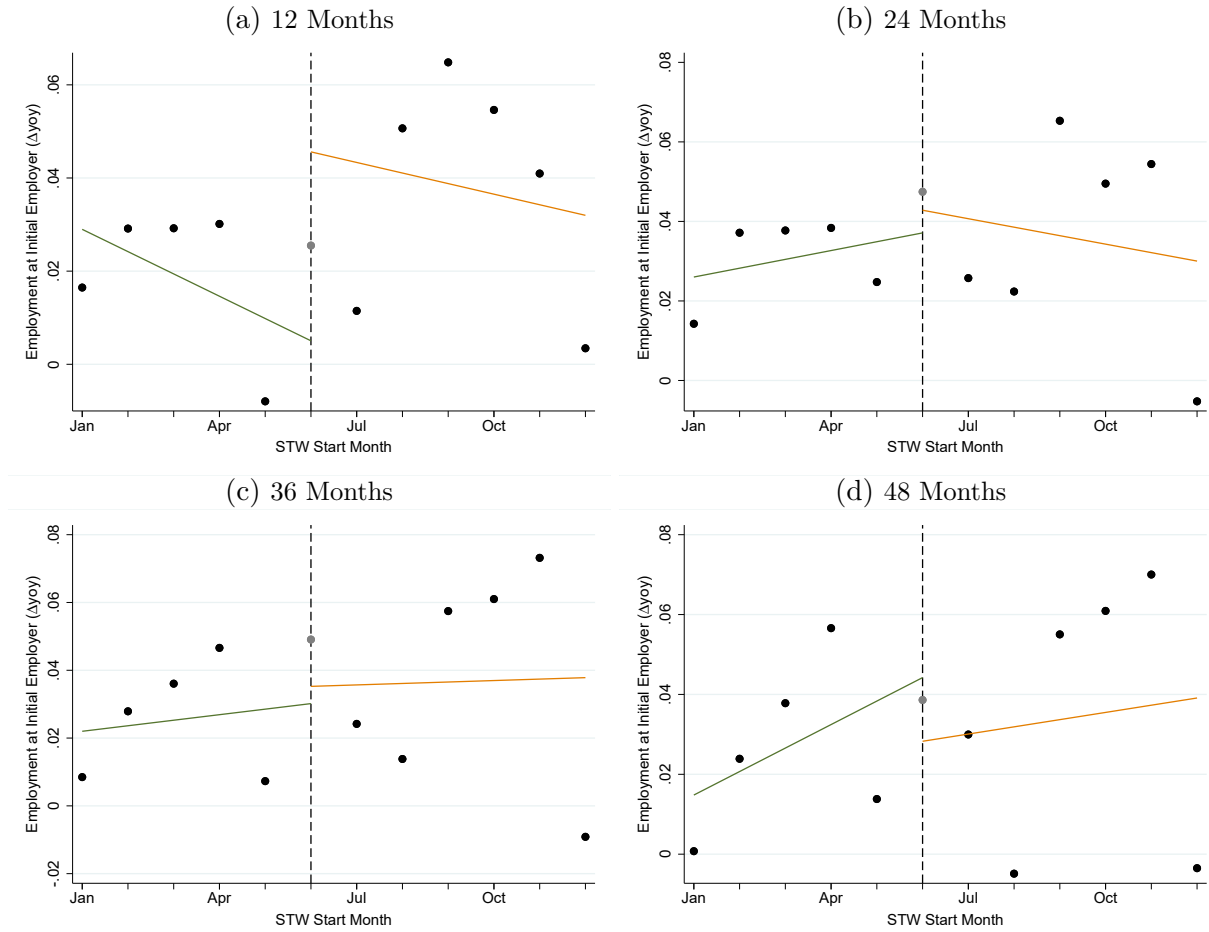 (a) 12 Months
Employment at Initial Employer (Δyoy)
.06
.04
.02
0
Jan
Apr
Jul
Oct
STW Start Month
(b) 24 Months
Employment at Initial Employer (Δyoy)
.08
.06
.04
.02
0
Jan
Apr
Jul
Oct
STW Start Month
(c) 36 Months
Employment at Initial Employer (Δyoy)
.08
.06
.04
.02
0
-.02
Jan
Apr
Jul
Oct
STW Start Month
(d) 48 Months
Employment at Initial Employer (Δyoy)
.08
.06
.04
.02
0
Jan
Apr
Jul
Oct
STW Start Month